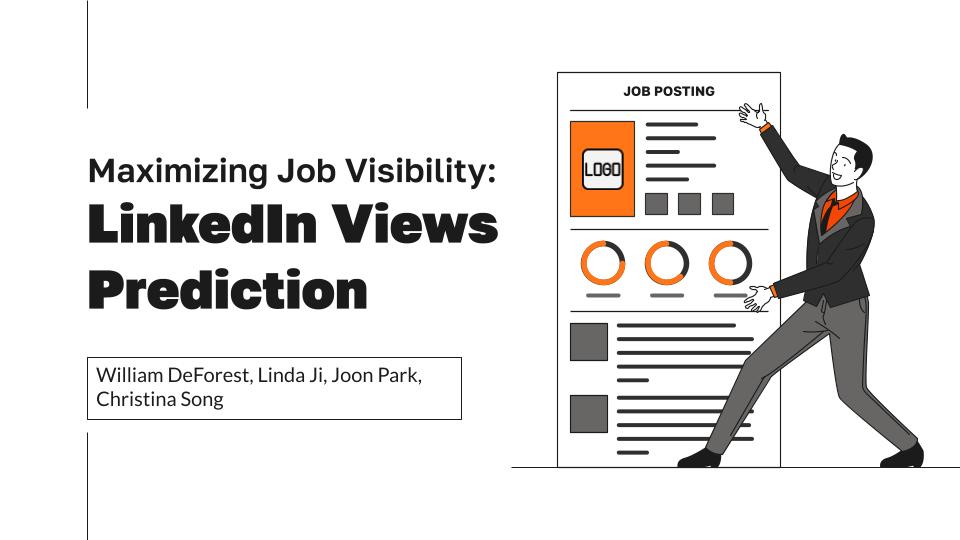 Maximizing Job Visibility:
LinkedIn Views
Prediction
William DeForest, Linda Ji, Joon Park,
Christina Song
JOB POSTING
LOGO